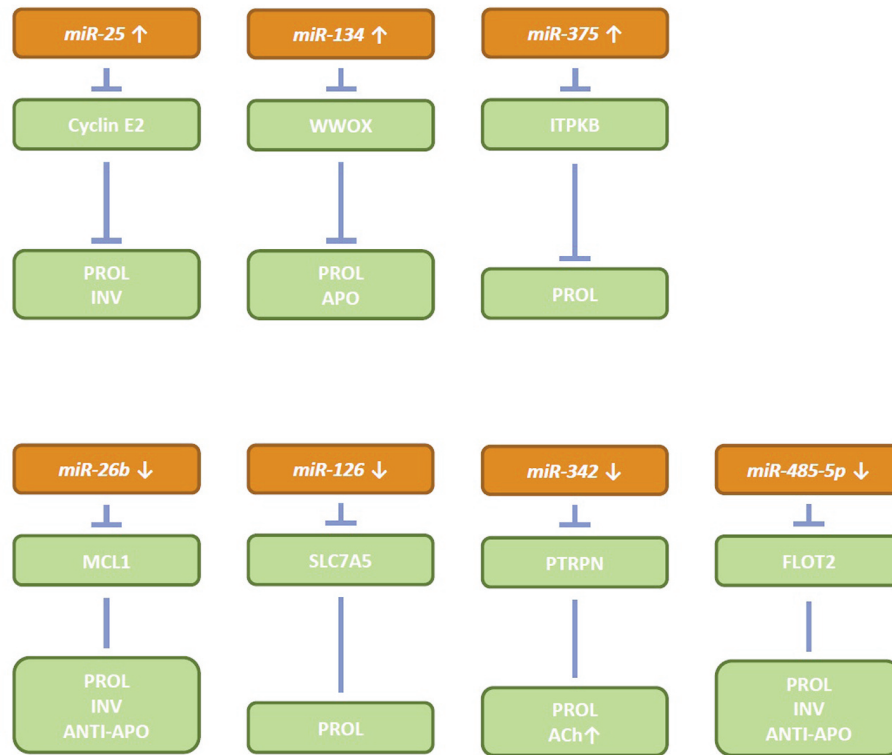 miR-25 ↑
miR-134 ↑
miR-375 ↑
Cyclin E2
WWOX
ITPKB
PROL
INV
PROL
APO
PROL
miR-26b ↓
miR-126 ↓
miR-342 ↓
miR-485-5p ↓
MCL1
SLC7A5
PTRPN
FLOT2
PROL
INV
ANTI-APO
PROL
PROL
ACh↑
PROL
INV
ANTI-APO